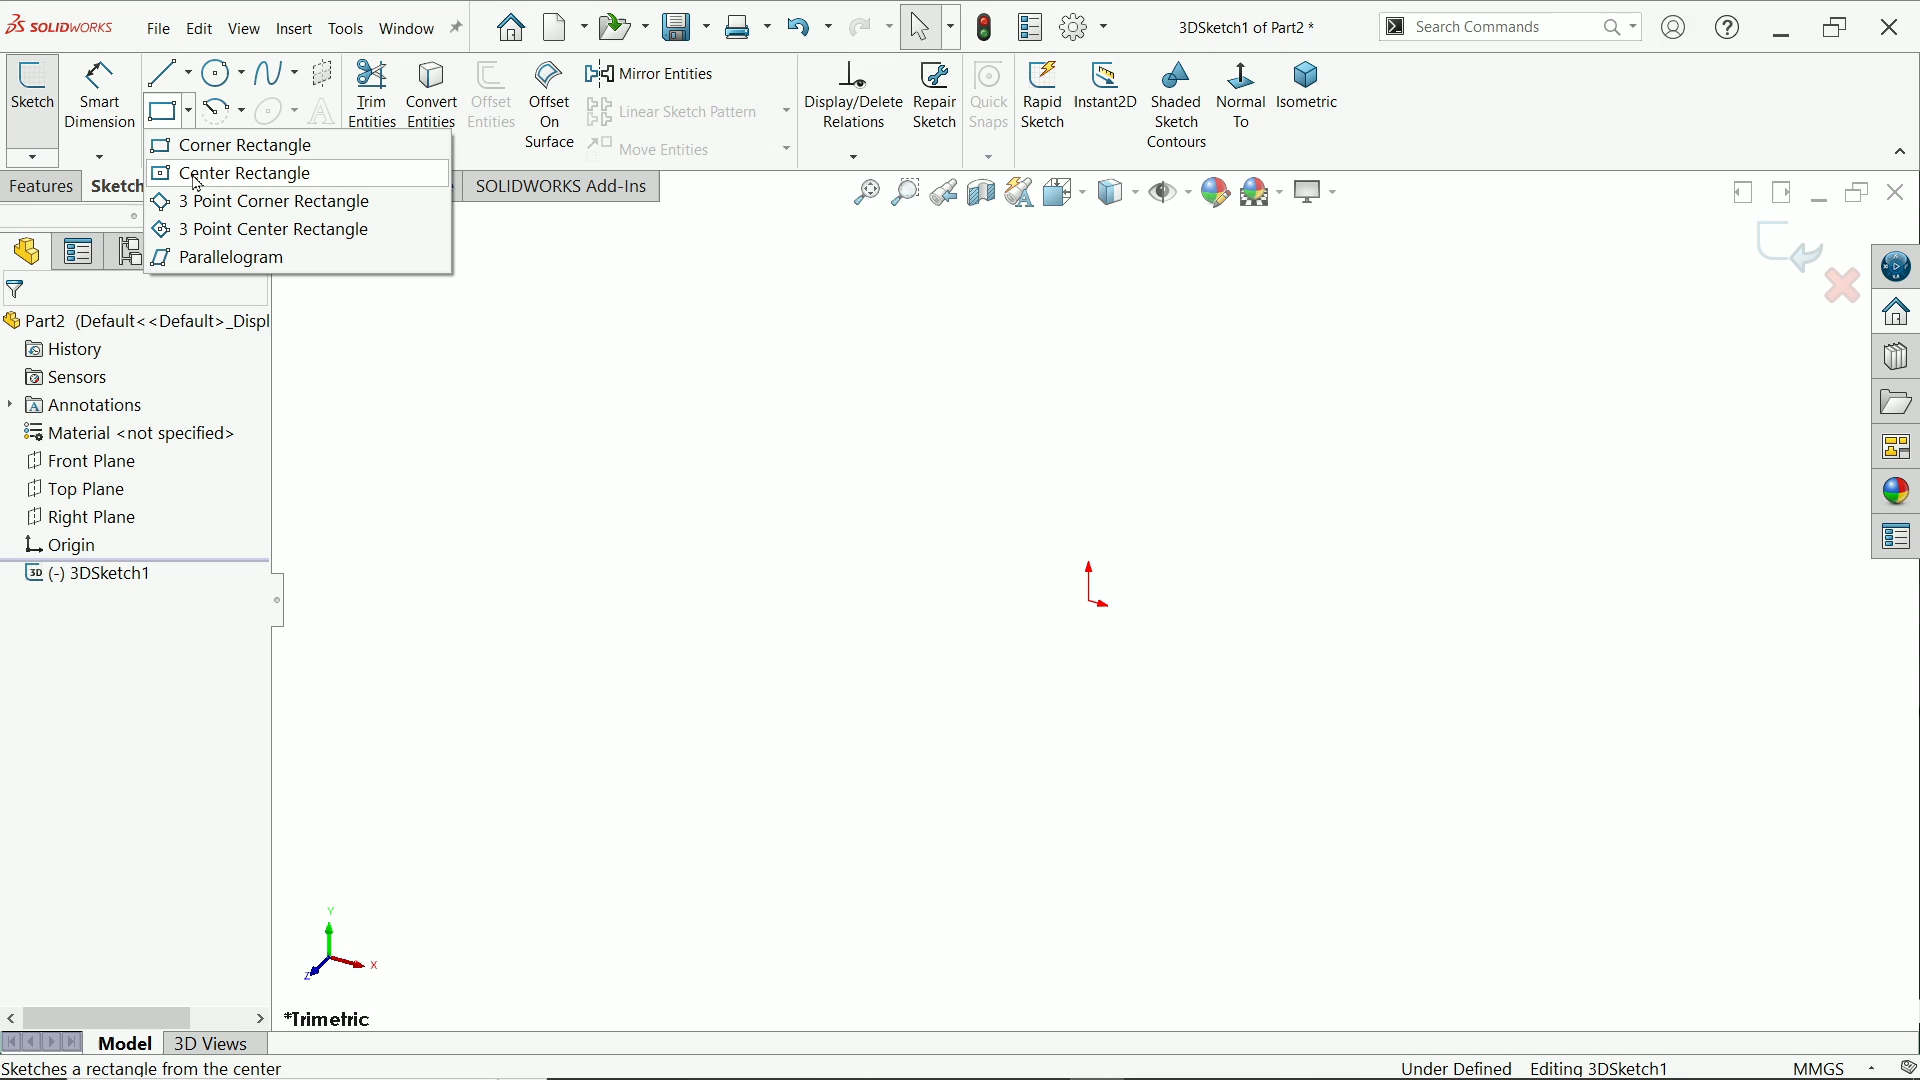 SOLIDWORKS File Edit View Insert Tools Window 3DSketch1 of Part2 * Search Commands
Sketch Smart Dimension Trim Entities Convert Entities Offset Entities Offset On Surface Mirror Entities Linear Sketch Pattern Move Entities Display/Delete Relations Repair Sketch Quick Snaps Rapid Sketch Instant2D Shaded Sketch Contours Normal To Isometric
Corner Rectangle
Center Rectangle
3 Point Corner Rectangle
3 Point Center Rectangle
Parallelogram
Features Sketch SOLIDWORKS Add-Ins
Part2 (Default<<Default>_Displ
History
Sensors
Annotations
Material <not specified>
Front Plane
Top Plane
Right Plane
Origin
3D (-) 3DSketch1
Y
X
Z
*Trimetric
Model 3D Views
Sketches a rectangle from the center Under Defined Editing 3DSketch1 MMGS